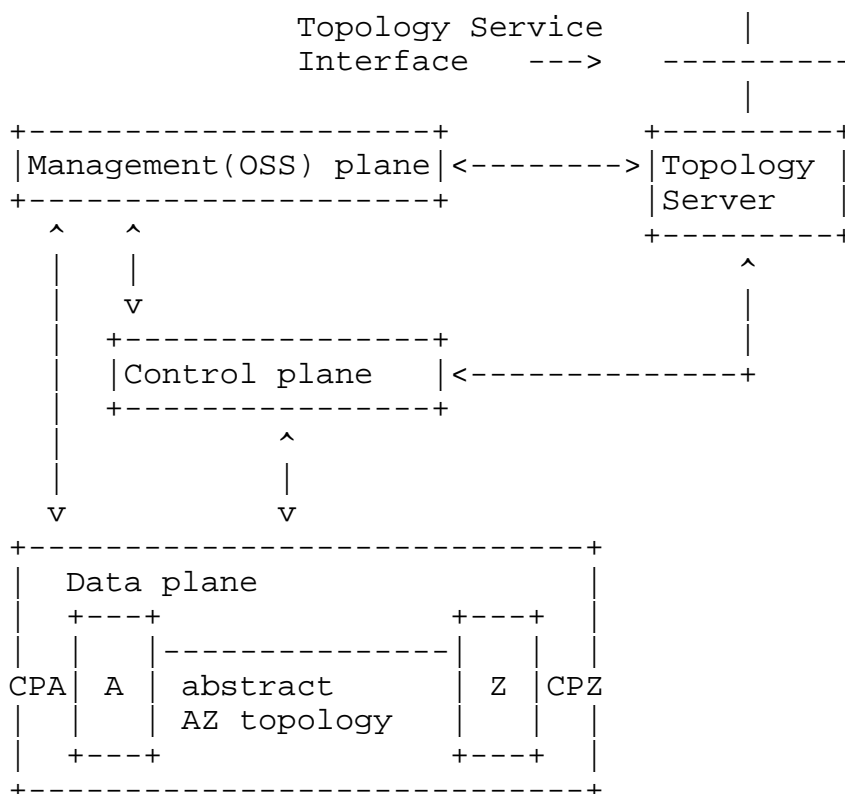 Topology Service
Interface --->
Management(OSS) plane
Topology
Server
Control plane
Data plane
CPA A abstract Z CPZ
AZ topology